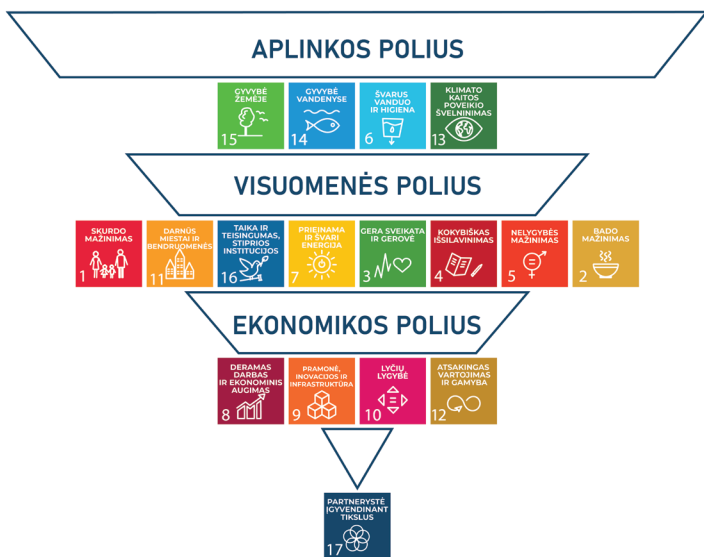 APLINKOS POLIUS
GYVYBĖ
ŽEMĖJE
15
GYVYBĖ
VANDENYSE
14
ŠVARUS
VANDUO
IR HIGIENA
6
KLIMATO
KAITOS
POVEIKIO
ŠVELNINIMAS
13
VISUOMENĖS POLIUS
SKURDO
MAŽINIMAS
1
DARNŪS
MIESTAI IR
BENDRUOMENĖS
11
TAIKA IR
TEISINGUMAS,
STIPRIOS
INSTITUCIJOS
16
PRIEINAMA
IR ŠVARI
ENERGIJA
7
GERA SVEIKATA
IR GEROVĖ
3
KOKYBIŠKAS
IŠSILAVINIMAS
4
NELYGYBĖS
MAŽINIMAS
5
BADO
MAŽINIMAS
2
EKONOMIKOS POLIUS
DERAMAS
DARBAS
IR EKONOMINIS
AUGIMAS
8
PRAMONĖ,
INOVACIJOS IR
INFRASTRUKTŪRA
9
LYČIŲ
LYGYBĖ
10
ATSAKINGAS
VARTOJIMAS
IR GAMYBA
12
PARTNERYSTĖ
ĮGYVENDINANT
TIKSLUS
17